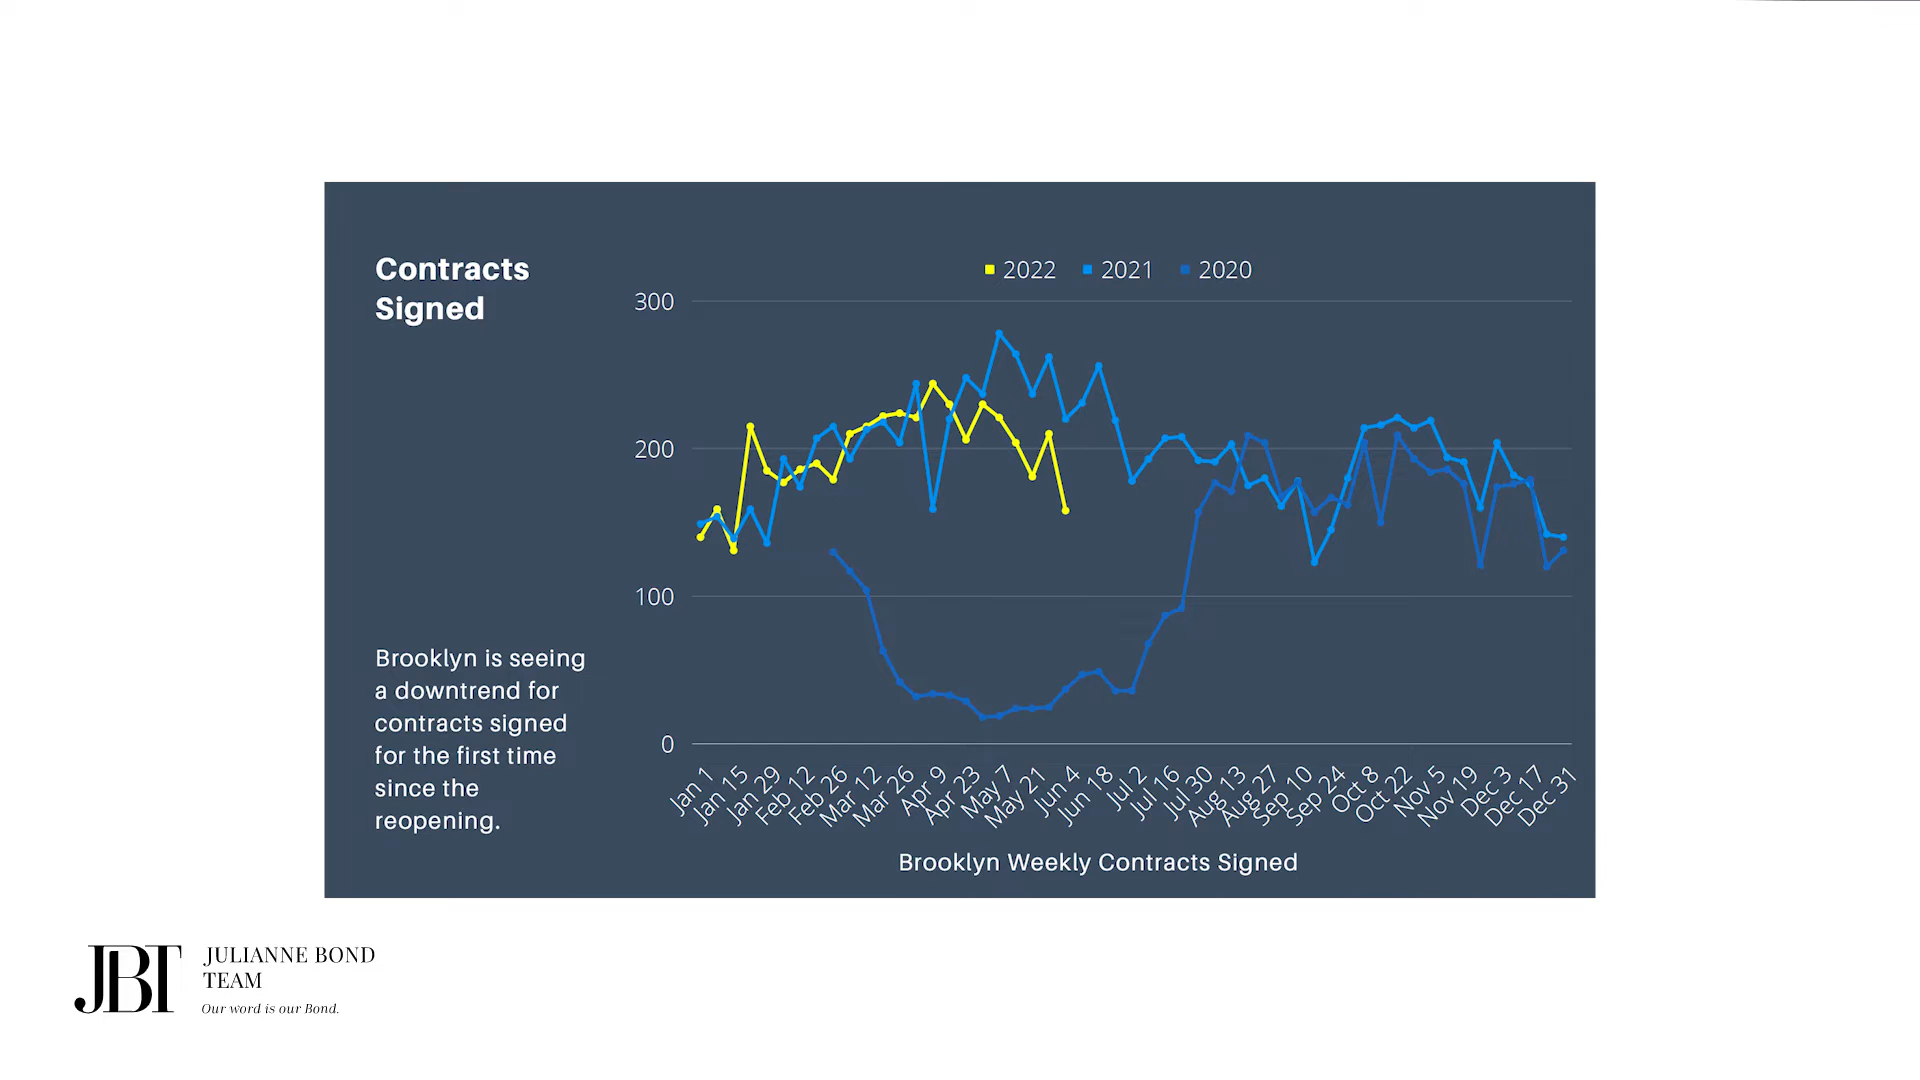 Contracts
Signed
2022
2021
2020
300
200
100
0
Brooklyn is seeing
a downtrend for
contracts signed
for the first time
since the
reopening.
Jan 1
Jan 15
Jan 29
Feb 12
Feb 26
Mar 12
Mar 26
Apr 9
Apr 23
May 7
May 21
Jun 4
Jun 18
Jul 2
Jul 16
Jul 30
Aug 13
Aug 27
Sep 10
Sep 24
Oct 8
Oct 22
Nov 5
Nov 19
Dec 3
Dec 17
Dec 31
Brooklyn Weekly Contracts Signed
JBT
JULIANNE BOND
TEAM
Our word is our Bond.